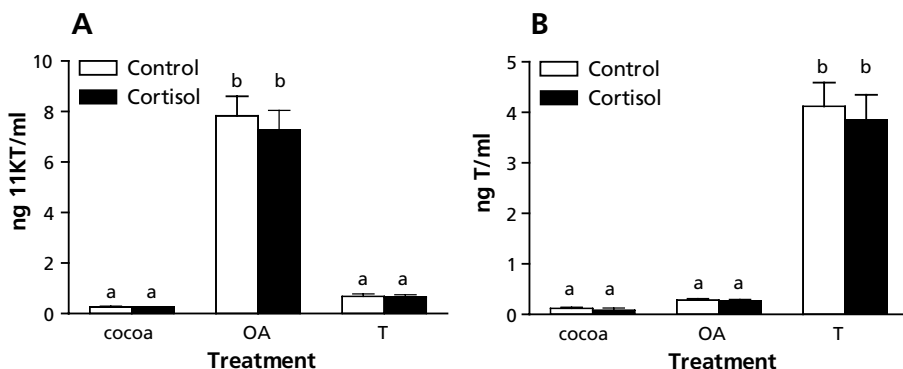 A
ng 11KT/ml
10
8
6
4
2
0
Control
Cortisol
b b
a a
a a
cocoa OA T
Treatment
B
ng T/ml
5
4
3
2
1
0
Control
Cortisol
b b
a a
a a
cocoa OA T
Treatment